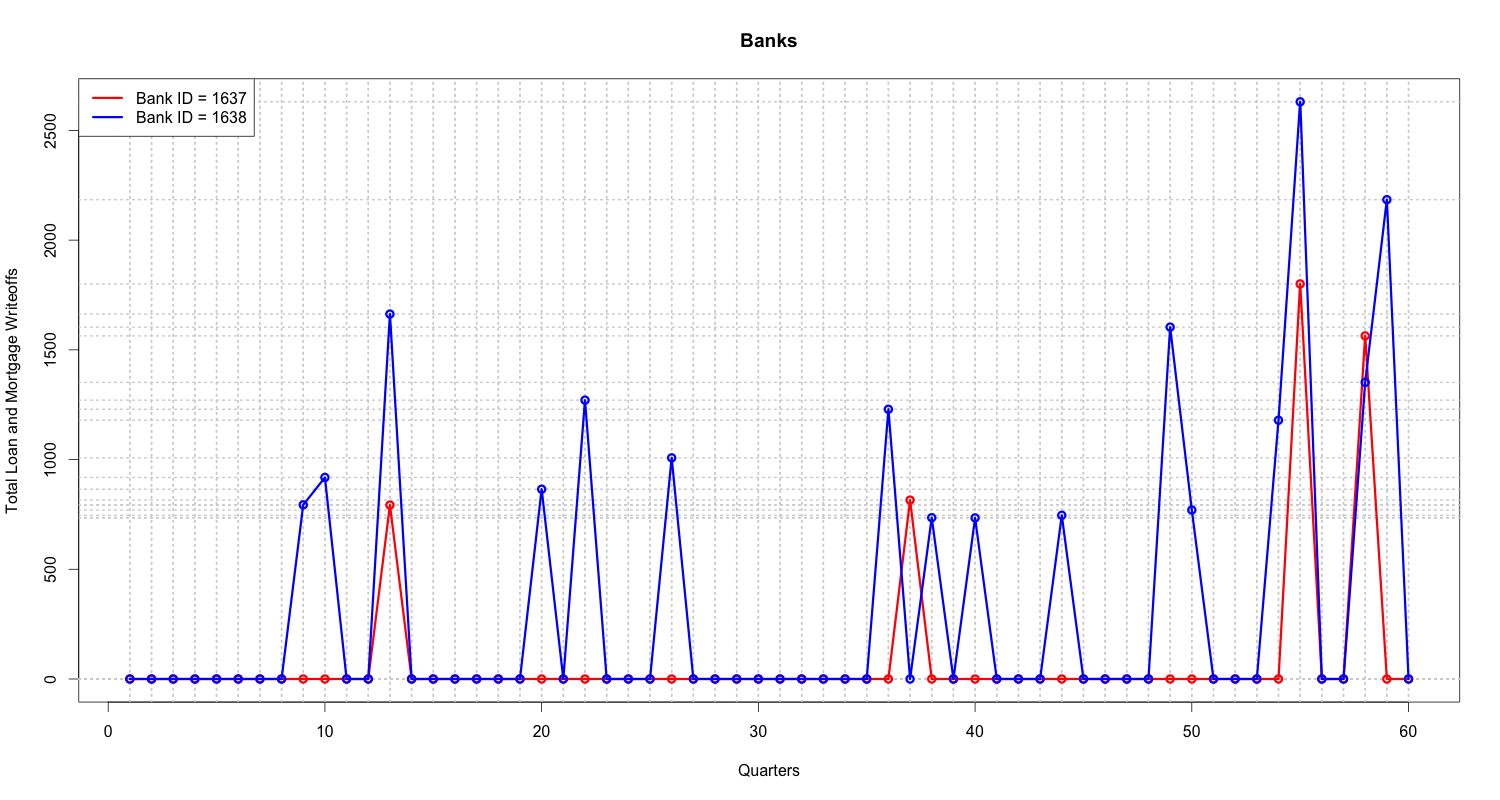 Banks
Bank ID = 1637
Bank ID = 1638
Total Loan and Mortgage Writeoffs
2500
2000
1500
1000
500
0
0 10 20 30 40 50 60
Quarters